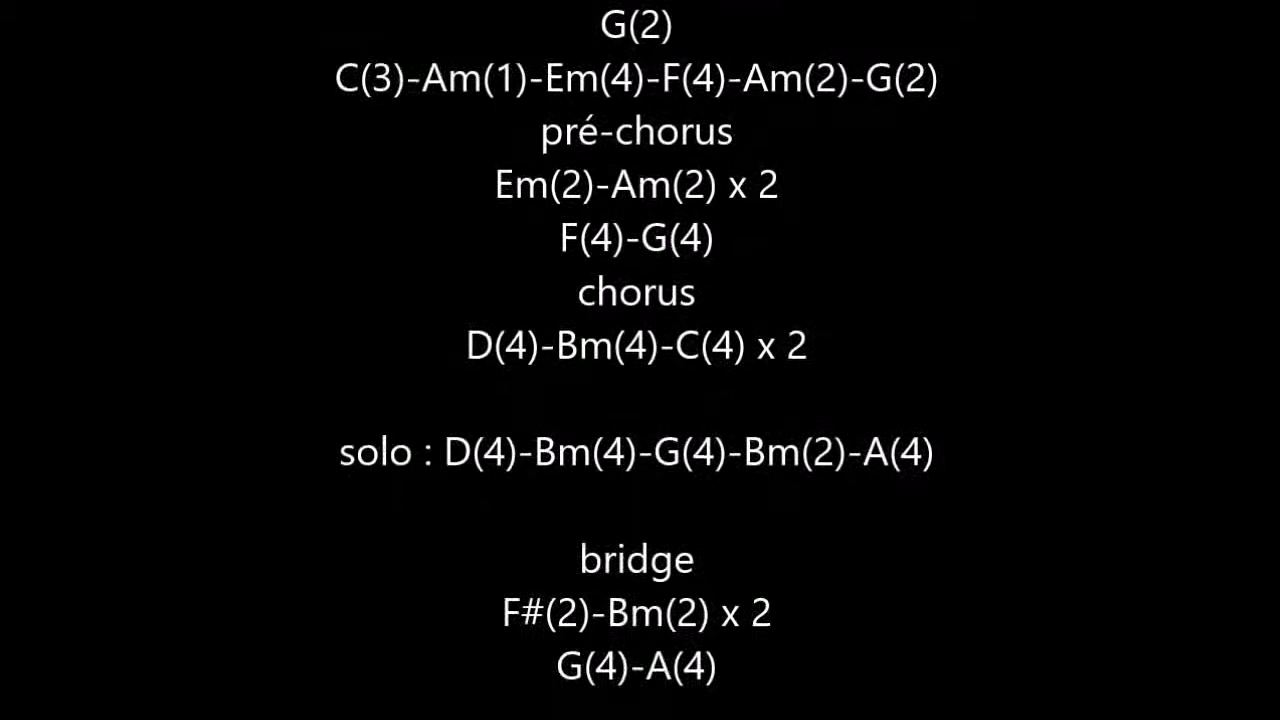 G(2)
C(3)-Am(1)-Em(4)-F(4)-Am(2)-G(2)
pré-chorus
Em(2)-Am(2) x 2
F(4)-G(4)
chorus
D(4)-Bm(4)-C(4) x 2
solo : D(4)-Bm(4)-G(4)-Bm(2)-A(4)
bridge
F#(2)-Bm(2) x 2
G(4)-A(4)